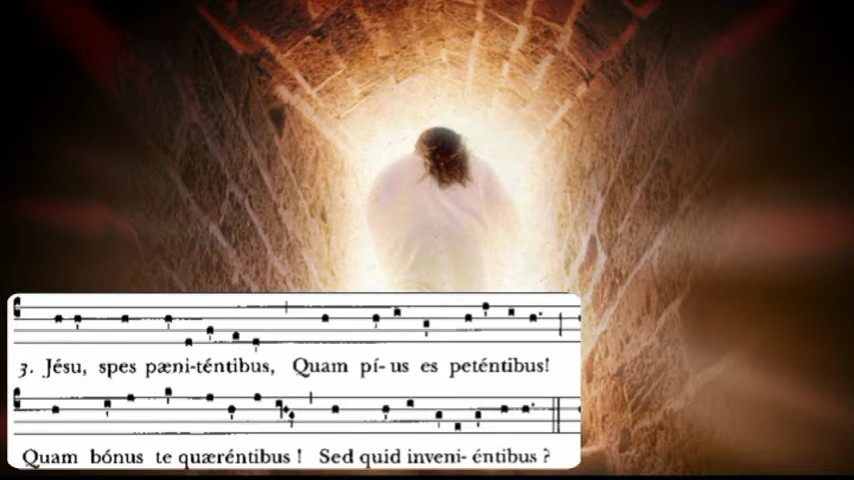 3. Jésu, spes pæni-téntibus, Quam pí-us es peténtibus!
Quam bónus te quæréntibus! Sed quid inveni-éntibus?